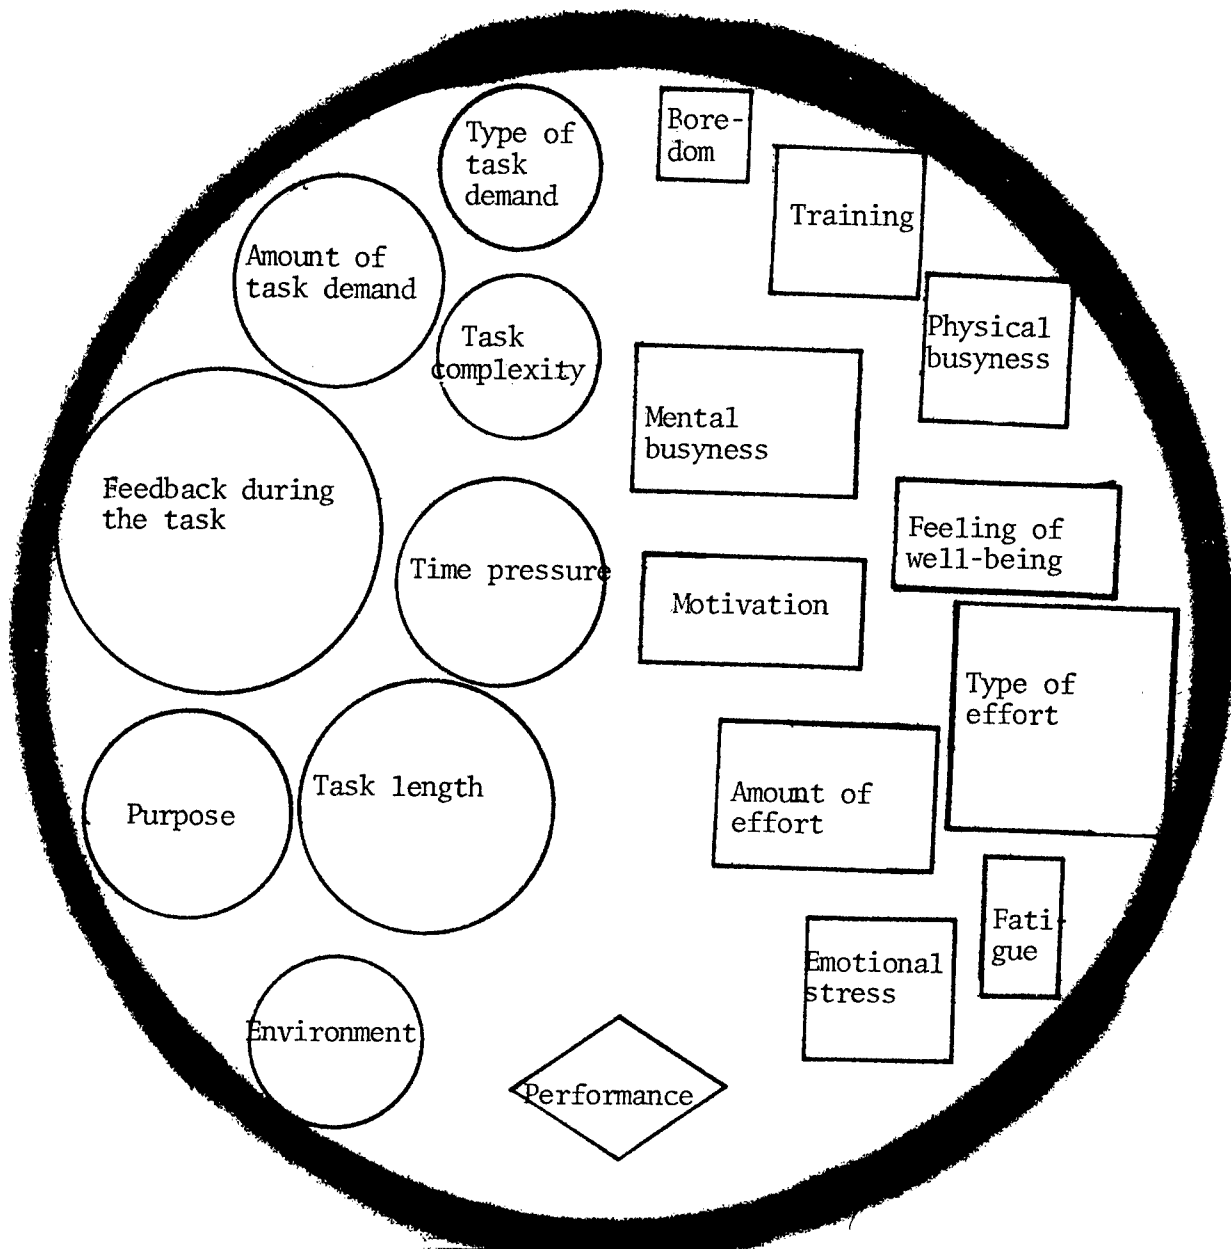 Type of
task
demand
Bore-
dom
Training
Amount of
task demand
Task
complexity
Physical
busyness
Mental
busyness
Feedback during
the task
Time pressure
Feeling of
well-being
Motivation
Type of
effort
Purpose
Task length
Amount of
effort
Fati-
gue
Emotional
stress
Environment
Performance